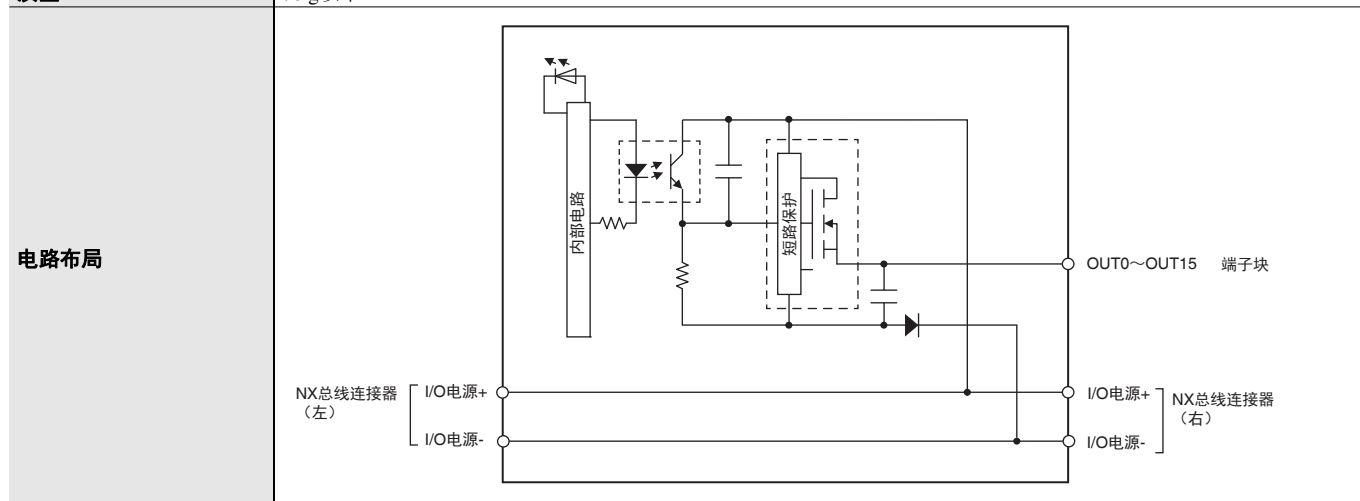 电路布局
内部电路
短路保护
OUT0～OUT15 端子块
NX总线连接器
（左）
I/O电源+
I/O电源-
I/O电源+
I/O电源-
NX总线连接器
（右）